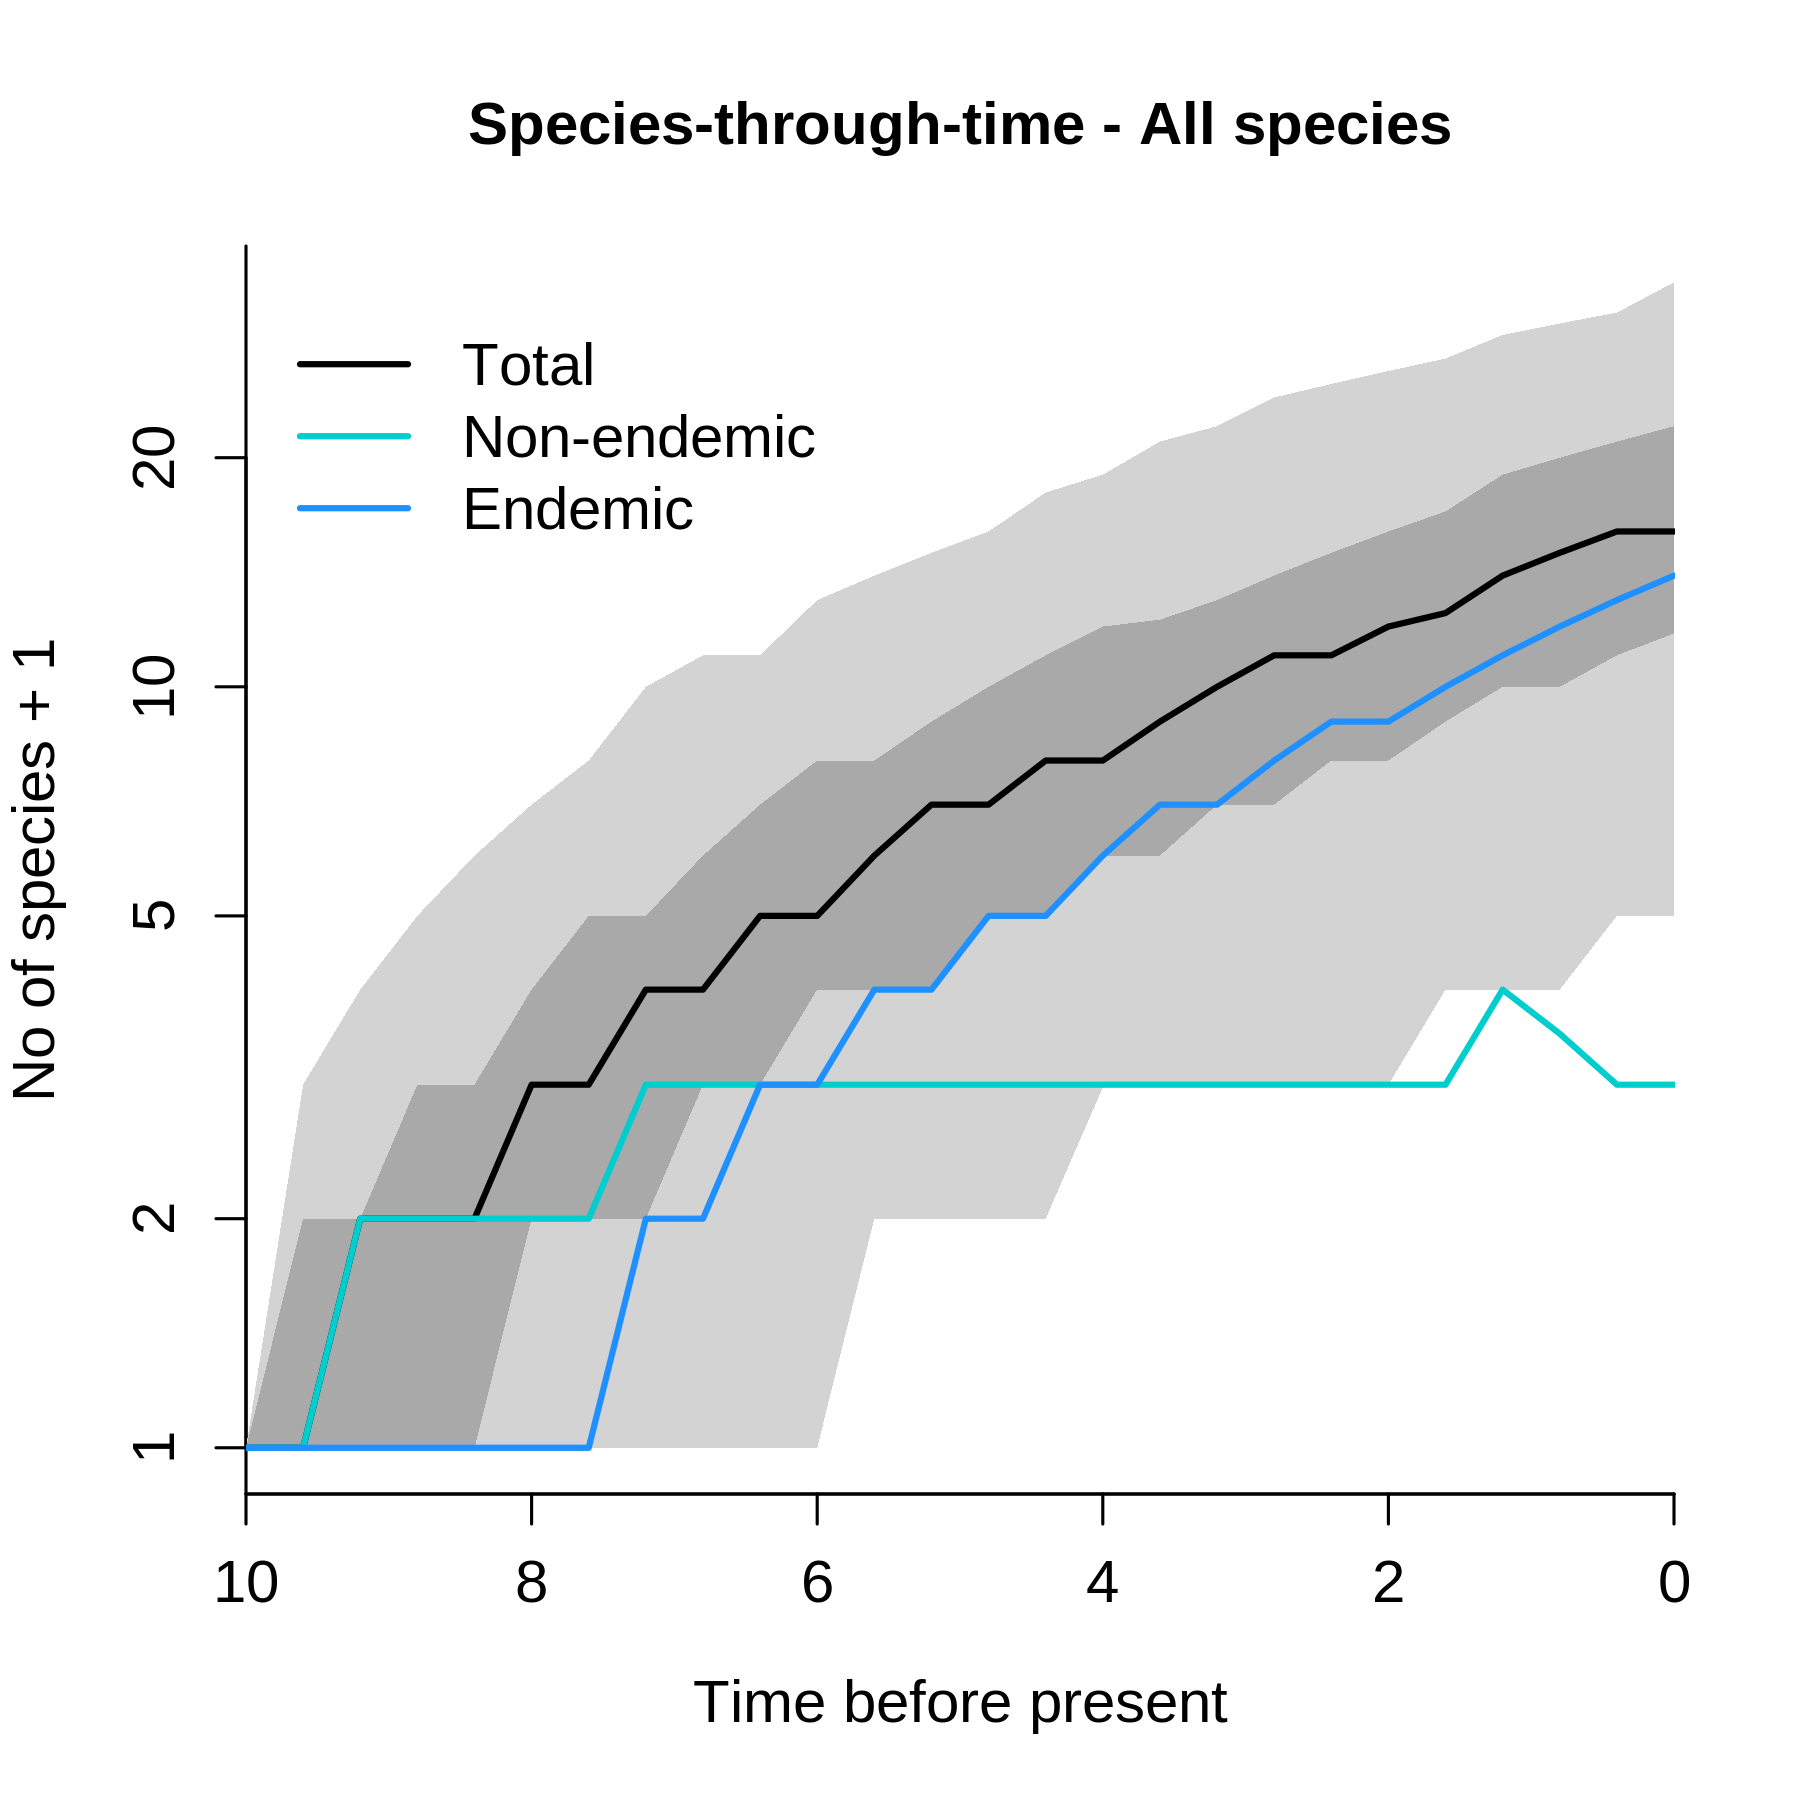 Species-through-time - All species
Total
Non-endemic
Endemic
No of species + 1
20
10
5
2
1
10 8 6 4 2 0
Time before present